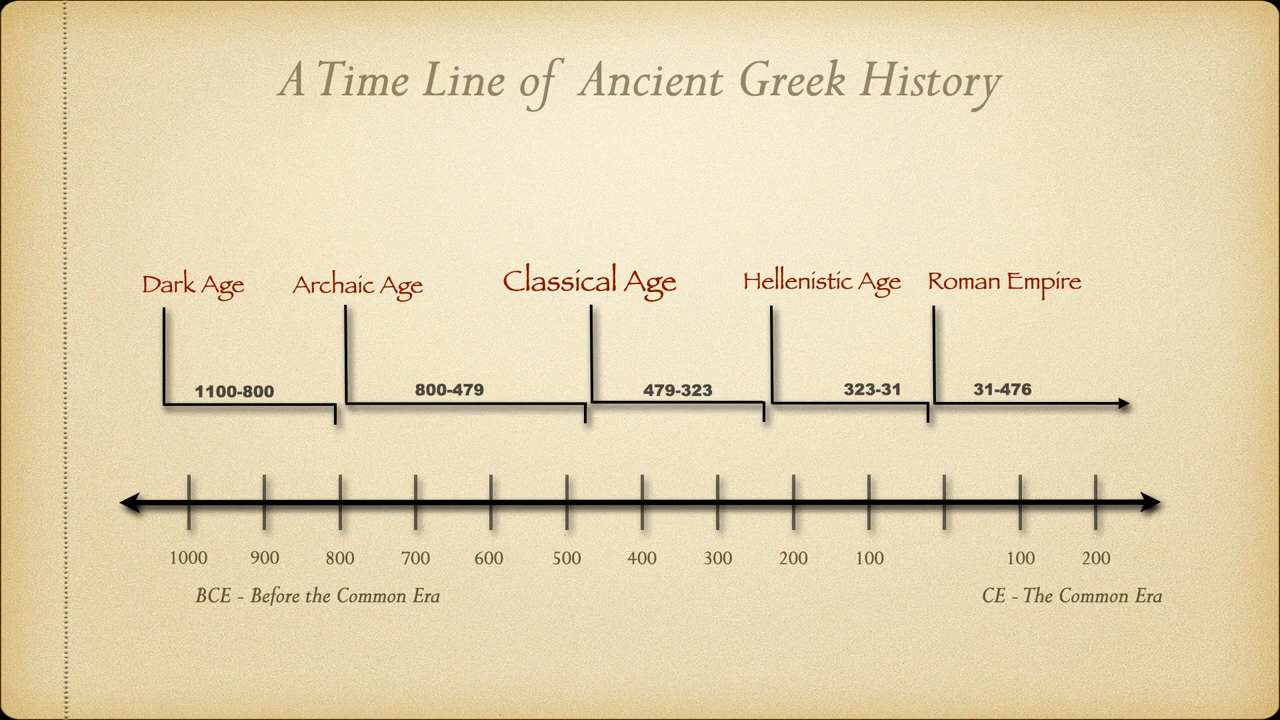 A Time Line of Ancient Greek History
Dark Age Archaic Age Classical Age Hellenistic Age Roman Empire
1100-800 800-479 479-323 323-31 31-476
1000 900 800 700 600 500 400 300 200 100 100 200
BCE - Before the Common Era CE - The Common Era